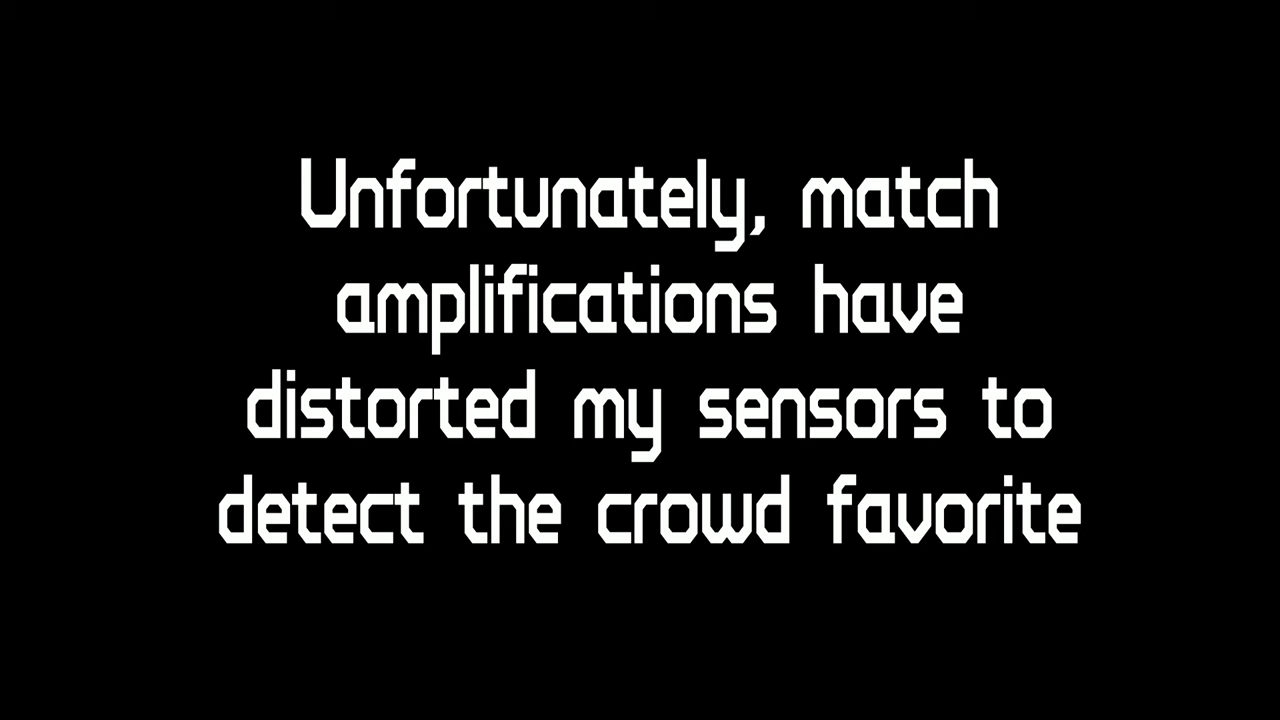 Unfortunately, match
amplifications have
distorted my sensors to
detect the crowd favorite